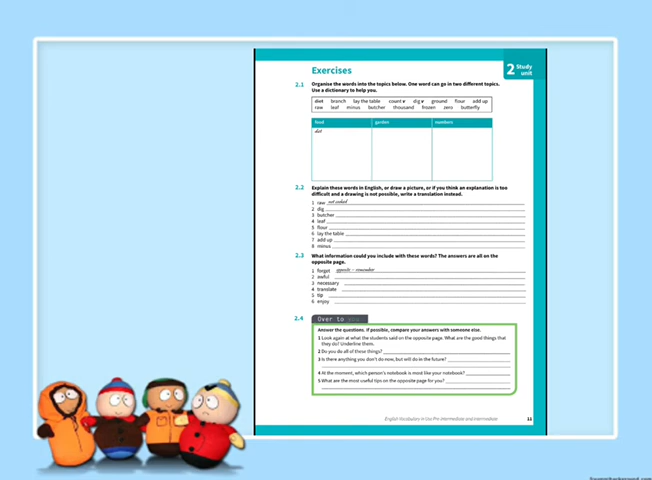 Exercises
2 Study
unit
2.1 Organise the words into the topics below. One word can go in two different topics.
Use a dictionary to help you.
diet branch lay the table count v dig v ground flour add up
raw leaf minus butcher thousand frozen zero butterfly
food garden numbers
diet
2.2 Explain these words in English, or draw a picture, or if you think an explanation is too
difficult and a drawing is not possible, write a translation instead.
1 raw not cooked
2 dig
3 butcher
4 leaf
5 flour
6 lay the table
7 add up
8 minus
2.3 What information could you include with these words? The answers are all on the
opposite page.
1 forget opposite – remember
2 awful
3 necessary
4 translate
5 tip
6 enjoy
2.4 Over to you
Answer the questions. If possible, compare your answers with someone else.
1 Look again at what the students said on the opposite page. What are the good things that
they do? Underline them.
2 Do you do all of these things?
3 Is there anything you don't do now, but will do in the future?
4 At the moment, which person's notebook is most like your notebook?
5 What are the most useful tips on the opposite page for you?
English Vocabulary in Use Pre-intermediate and Intermediate 11